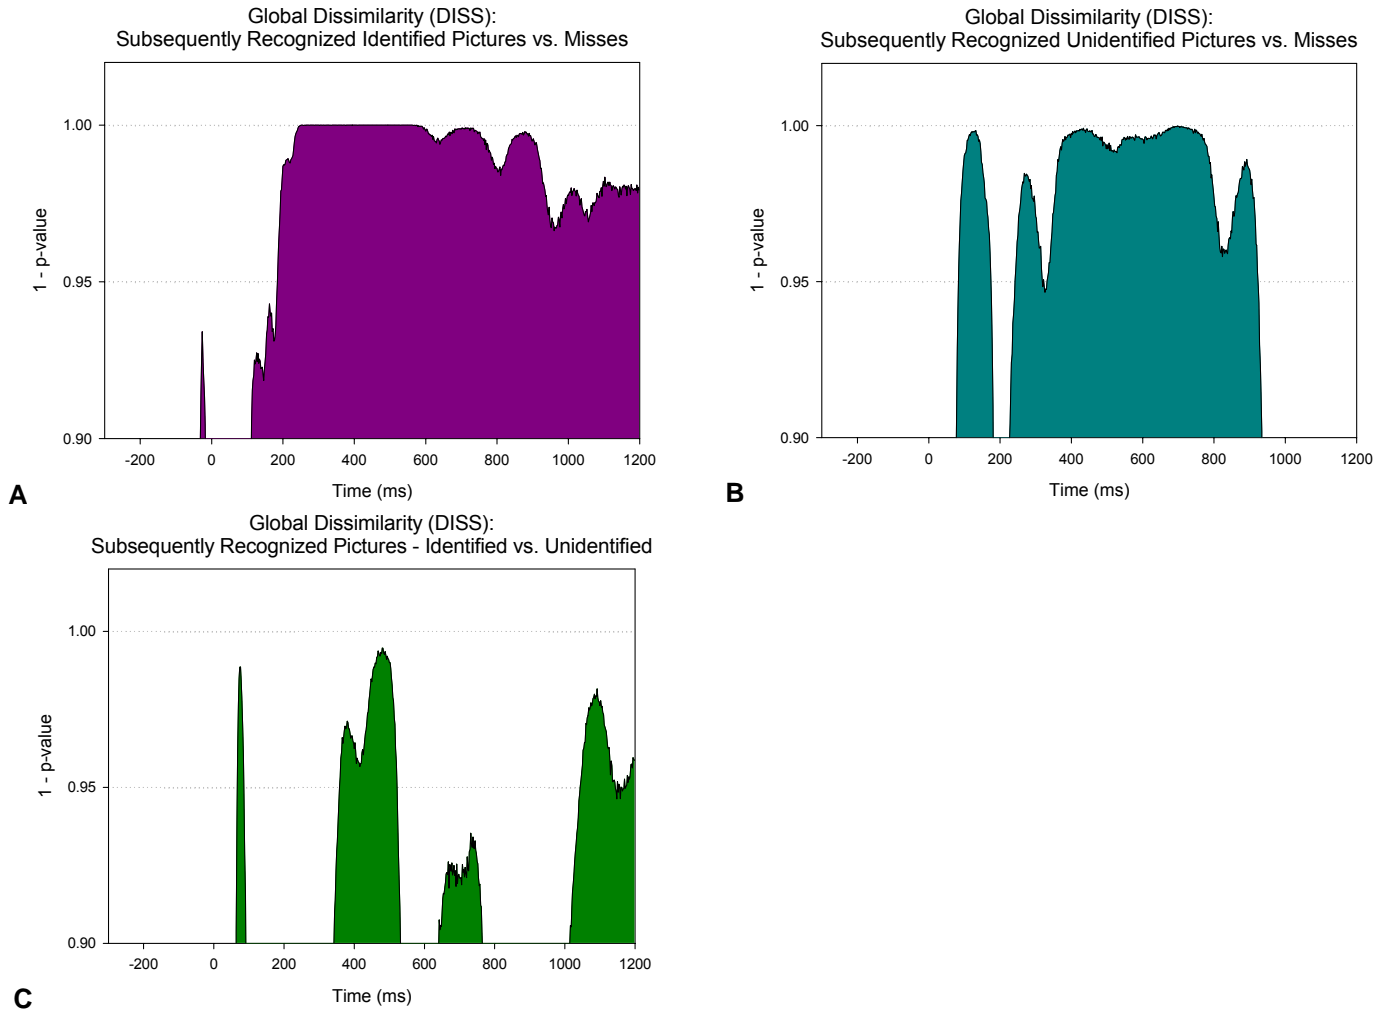 Global Dissimilarity (DISS):
Subsequently Recognized Identified Pictures vs. Misses
1.00
0.95
0.90
1 - p-value
-200 0 200 400 600 800 1000 1200
Time (ms)
A
Global Dissimilarity (DISS):
Subsequently Recognized Unidentified Pictures vs. Misses
1.00
0.95
0.90
1 - p-value
-200 0 200 400 600 800 1000 1200
Time (ms)
B
Global Dissimilarity (DISS):
Subsequently Recognized Pictures - Identified vs. Unidentified
1.00
0.95
0.90
1 - p-value
-200 0 200 400 600 800 1000 1200
Time (ms)
C